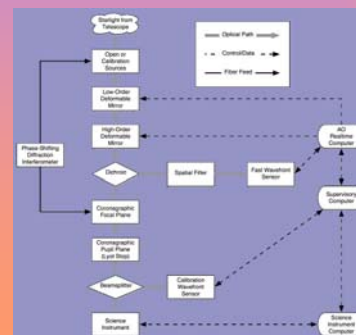 Starlight from
Telescope
Optical Path
Control/Data
Fiber Feed
Open or
Calibration
Sources
Low-Order
Deformable
Mirror
High-Order
Deformable
Mirror
AO
Realtime
Computer
Phase-Shifting
Diffraction
Interferometer
Dichroic
Spatial Filter
Fast Wavefront
Sensor
Supervisory
Computer
Coronagraphic
Focal Plane
Coronagraphic
Pupil Plane
(Lyot Stop)
Beamsplitter
Calibration
Wavefront
Sensor
Science
Instrument
Science
Instrument
Computer